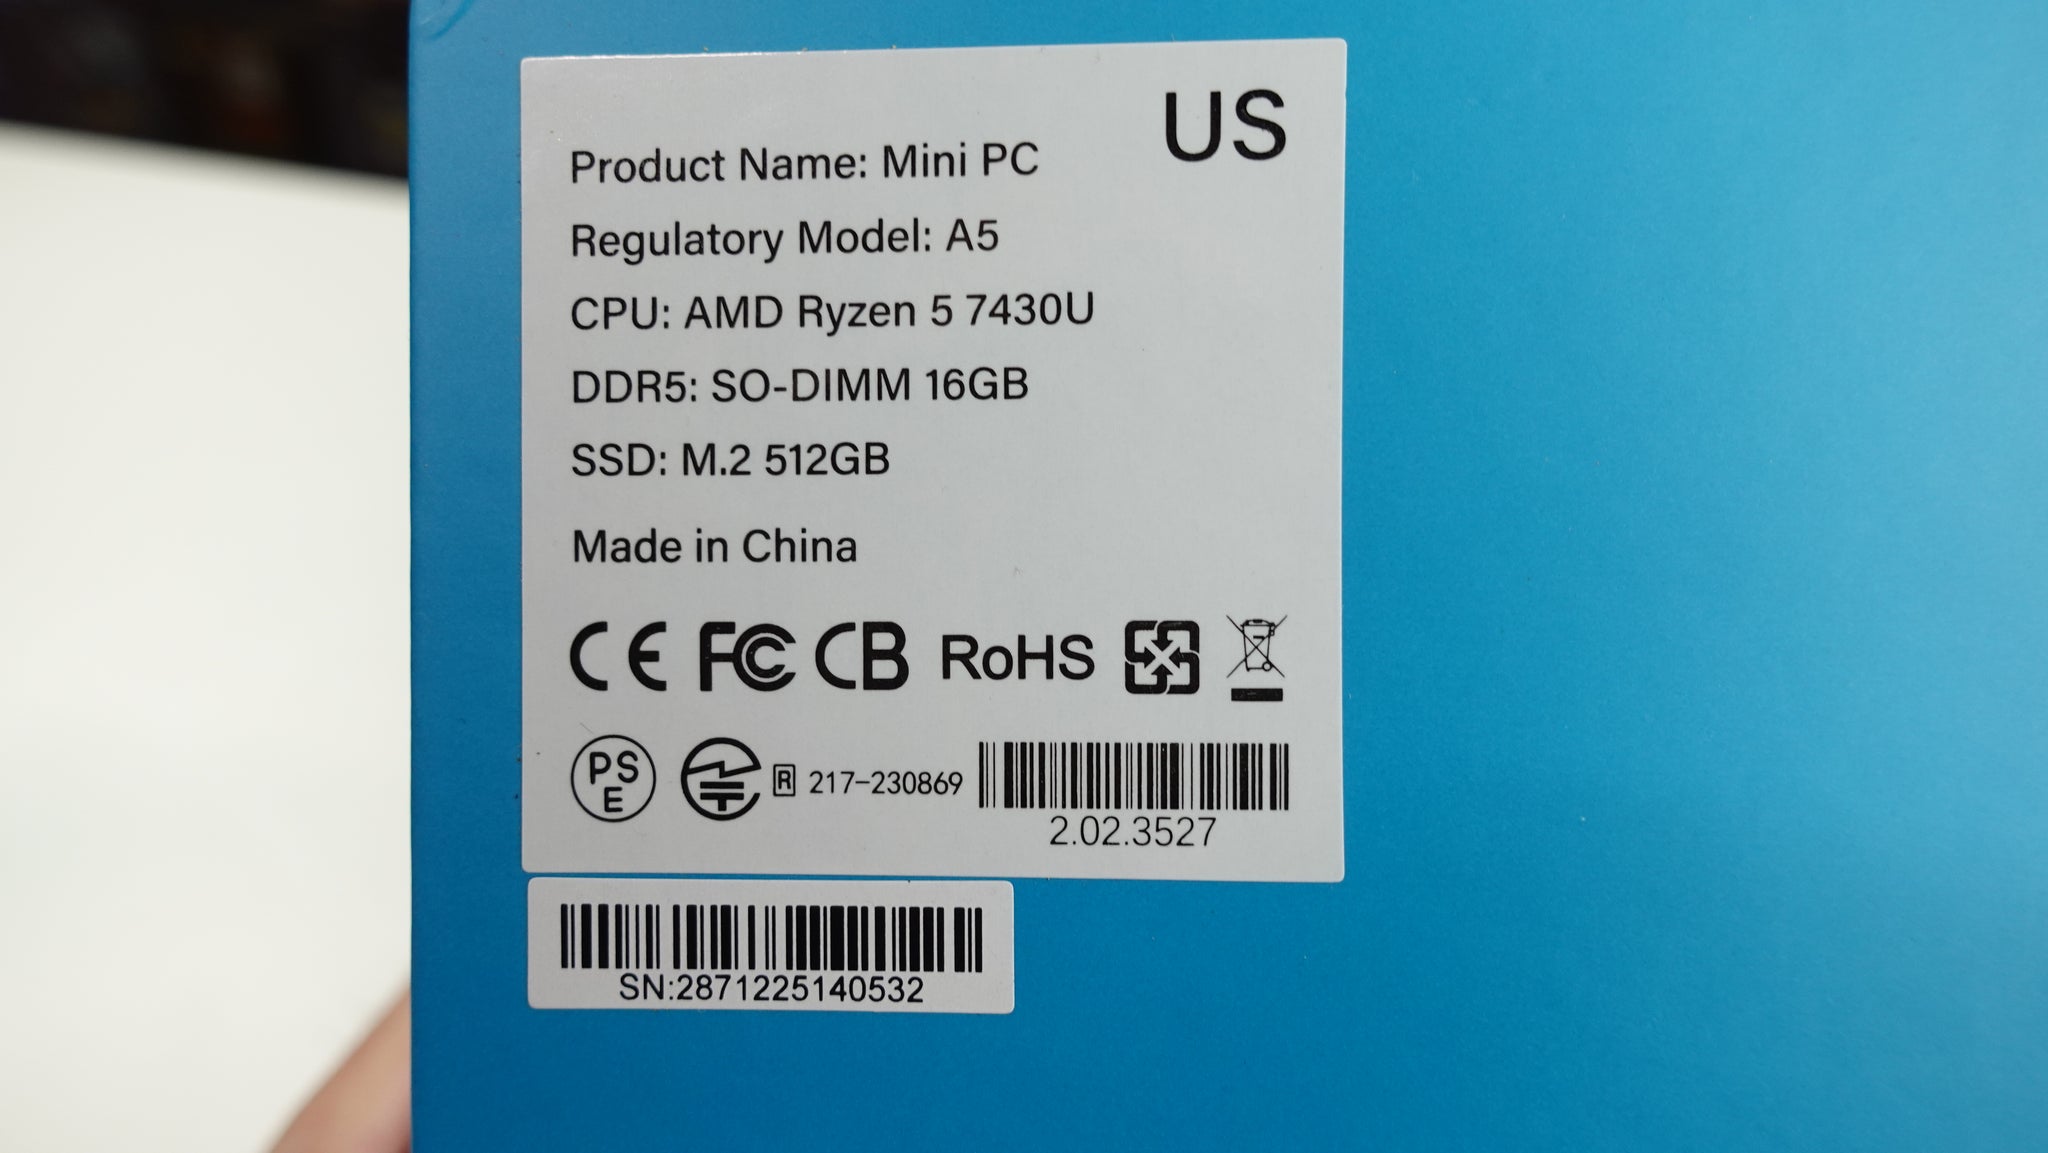 US
Product Name: Mini PC
Regulatory Model: A5
CPU: AMD Ryzen 5 7430U
DDR5: SO-DIMM 16GB
SSD: M.2 512GB
Made in China
CE FC CB RoHS
PSE R 217-230869
2.02.3527
SN:2871225140532